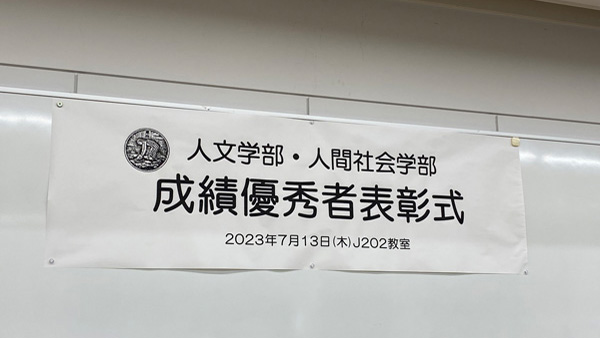 人文学部・人間社会学部
成績優秀者表彰式
2023年7月13日(木)J202教室